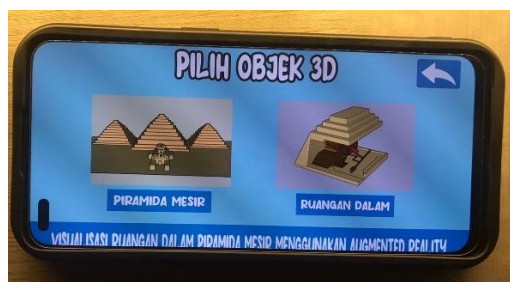 PILIH OBJEK 3D
PIRAMIDA MESIR
RUANGAN DALAM
VISUALISASI RUANGAN DALAM PIRAMIDA MESIR MENGGUNAKAN AUGMENTED REALITY